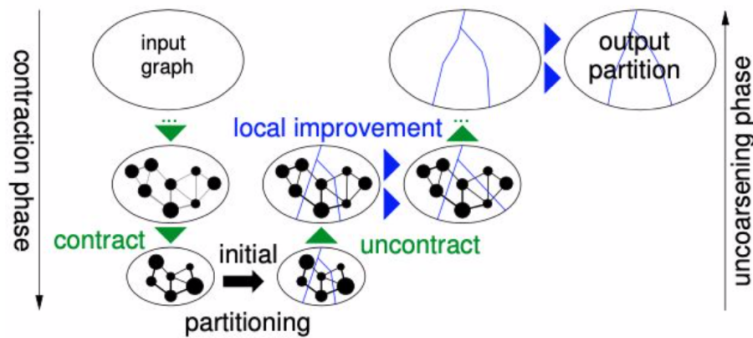 contraction phase
input
graph
...
contract
initial
partitioning
local improvement
...
uncontract
output
partition
uncoarsening phase